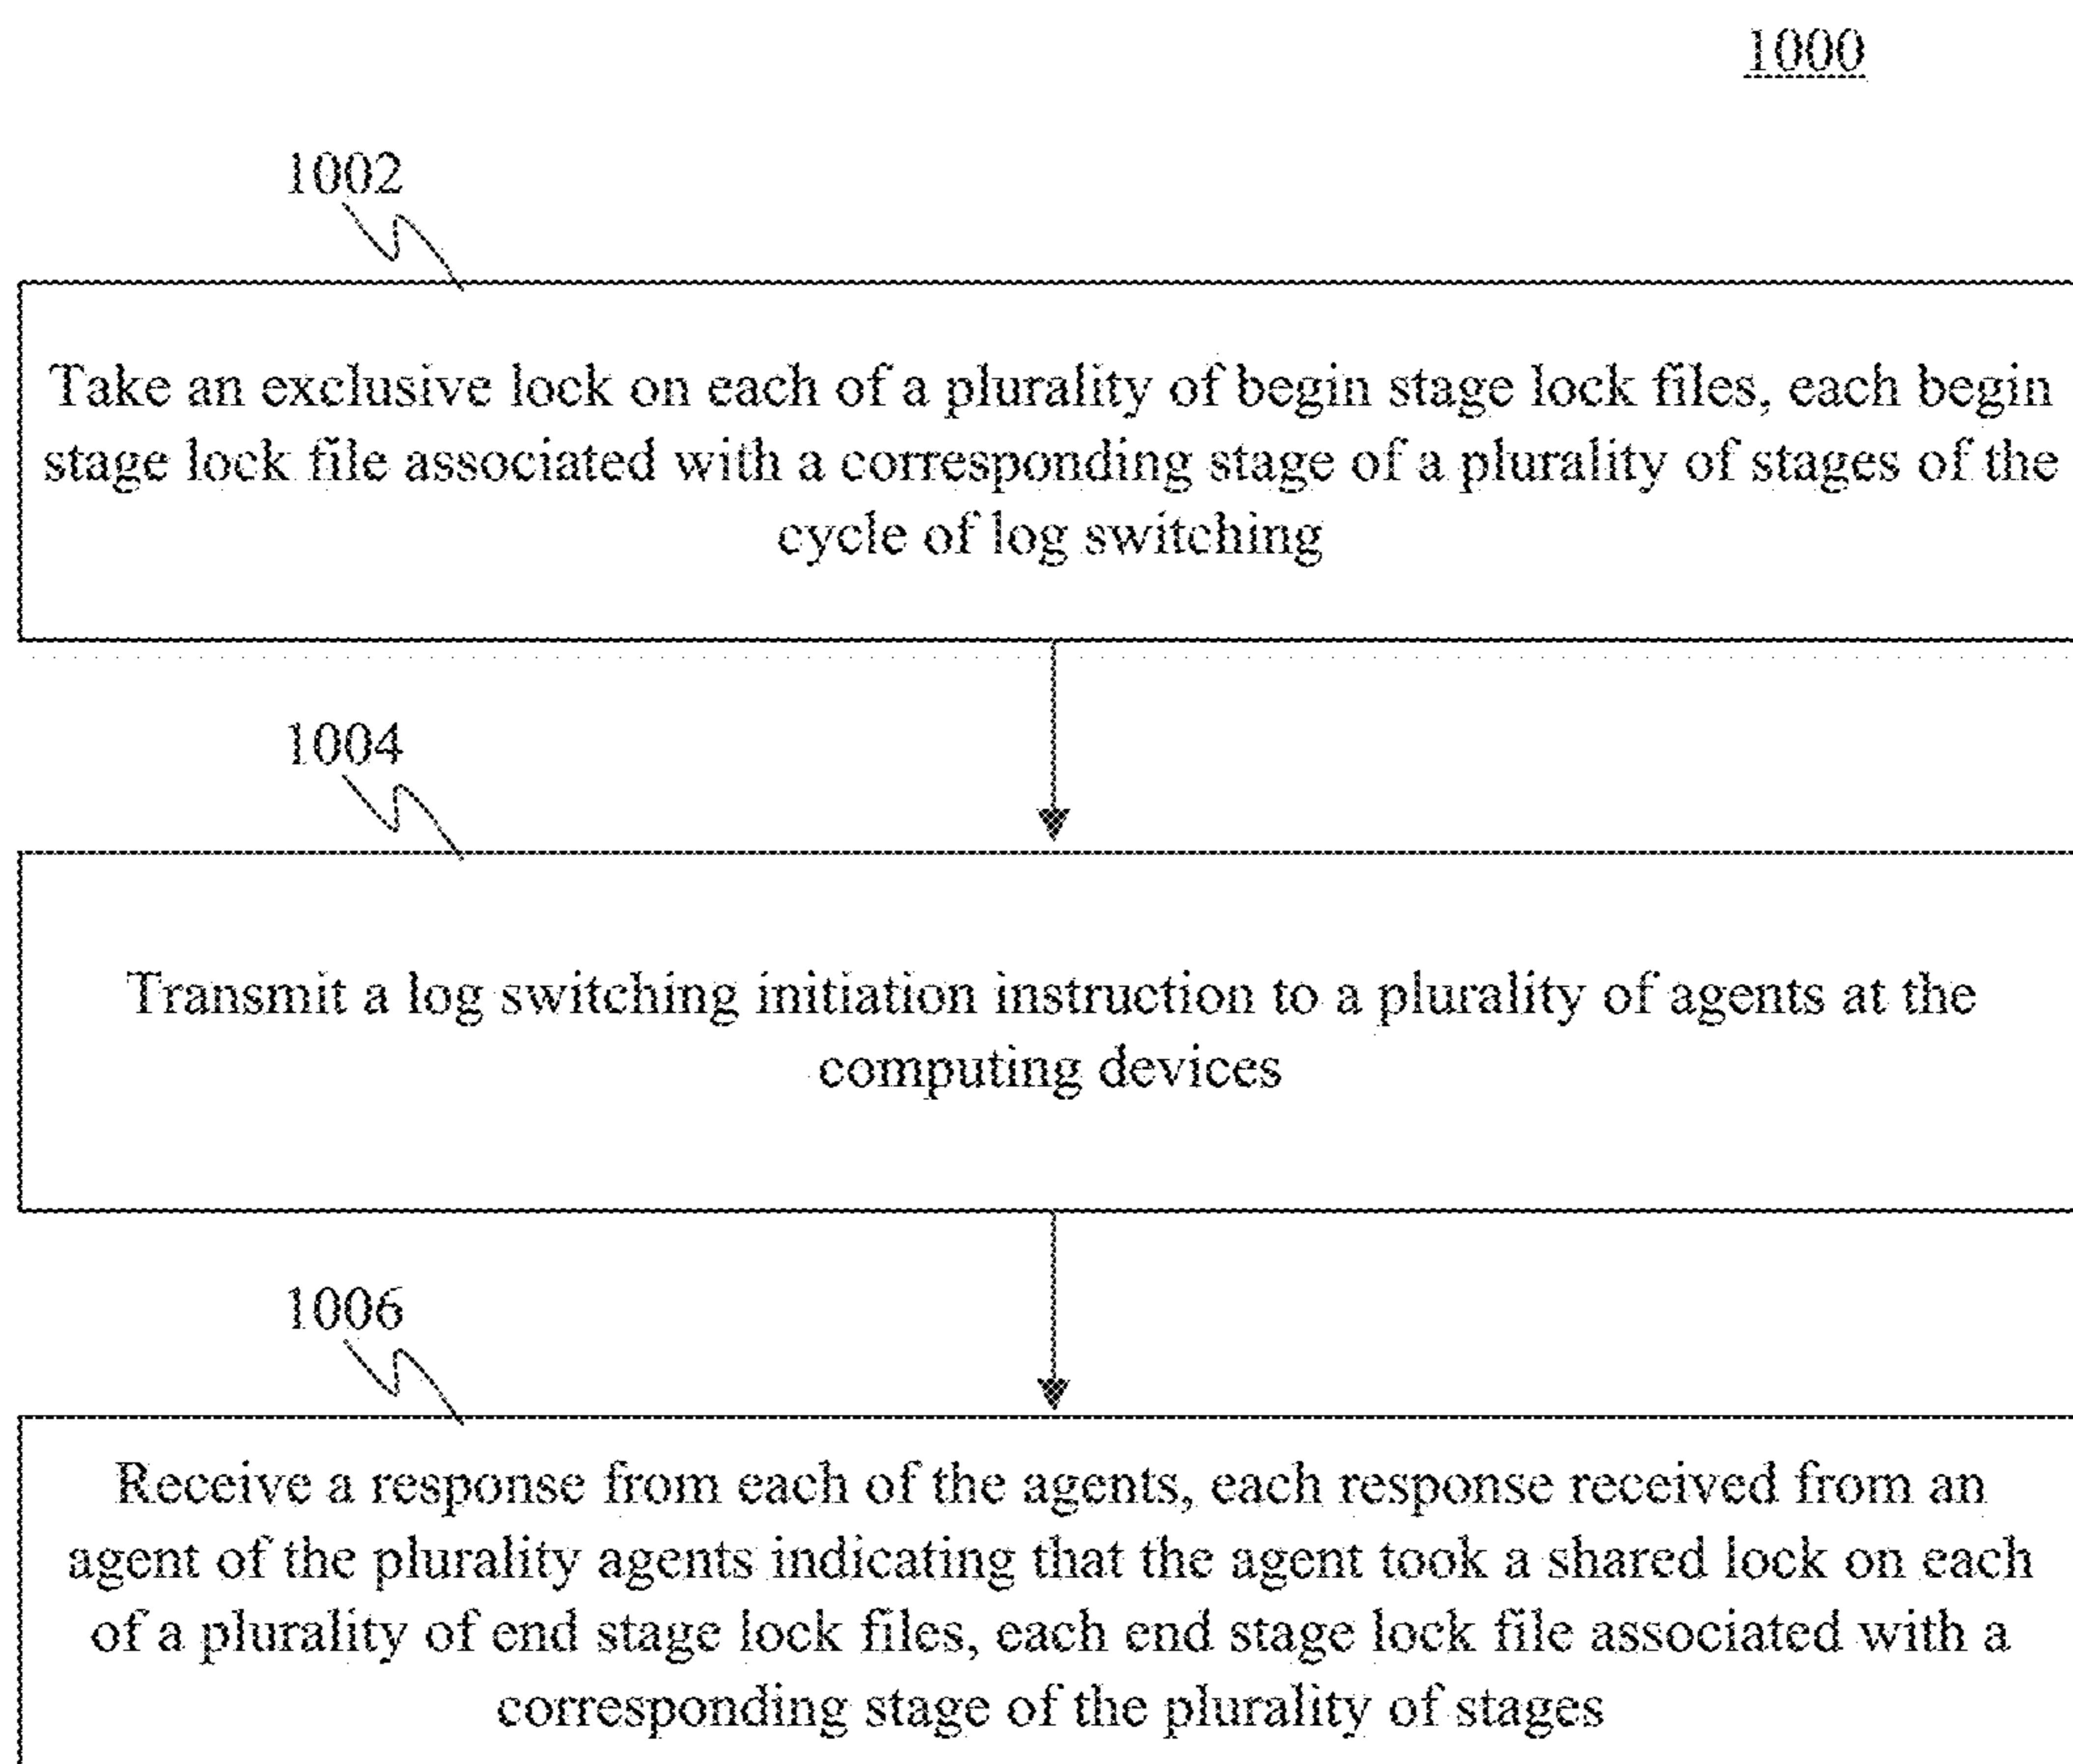 1000
1002
Take an exclusive lock on each of a plurality of begin stage lock files, each begin
stage lock file associated with a corresponding stage of a plurality of stages of the
cycle of log switching
1004
Transmit a log switching initiation instruction to a plurality of agents at the
computing devices
1006
Receive a response from each of the agents, each response received from an
agent of the plurality agents indicating that the agent took a shared lock on each
of a plurality of end stage lock files, each end stage lock file associated with a
corresponding stage of the plurality of stages